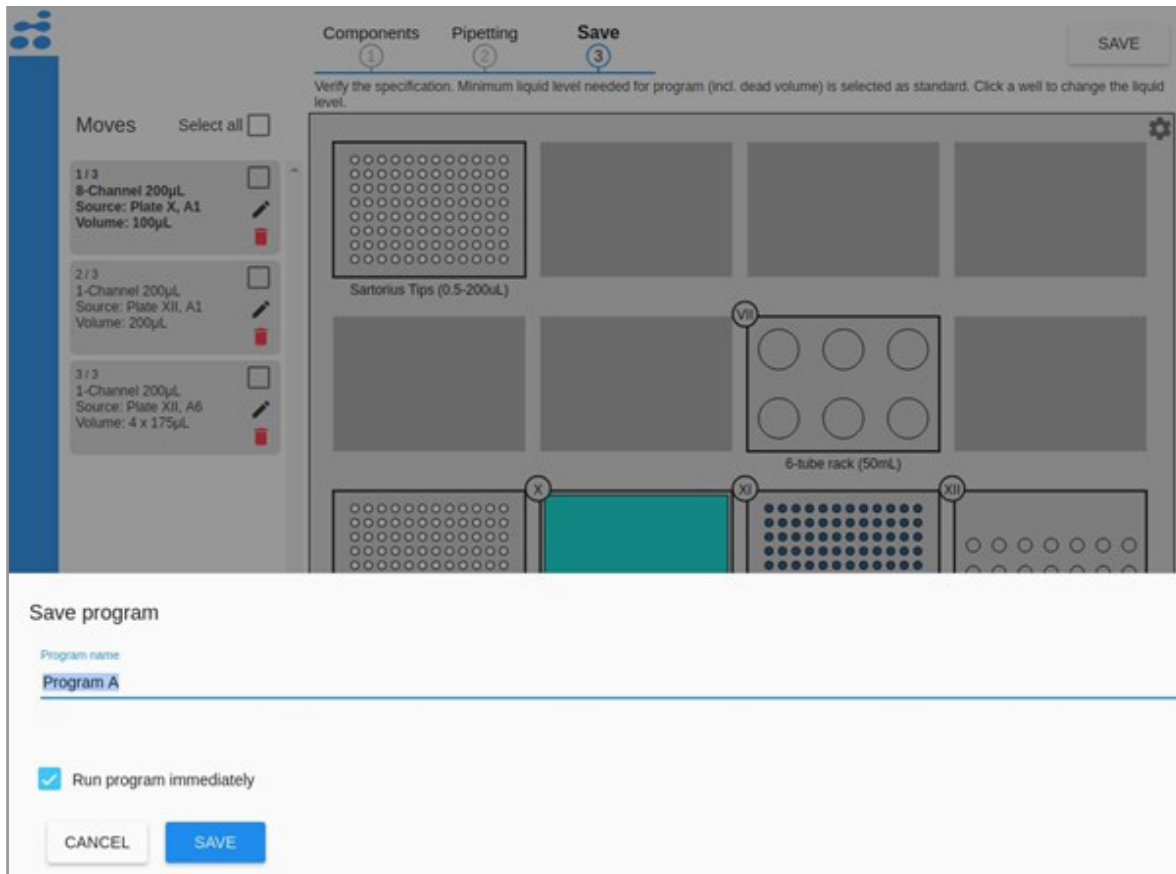 Components
Pipetting
Save
1
2
3
SAVE
Verify the specification. Minimum liquid level needed for program (incl. dead volume) is selected as standard. Click a well to change the liquid
level.
Moves
Select all
1 / 3
8-Channel 200µL
Source: Plate X, A1
Volume: 100µL
2 / 3
1-Channel 200µL
Source: Plate XII, A1
Volume: 200µL
3 / 3
1-Channel 200µL
Source: Plate XII, A6
Volume: 4 x 175µL
Sartorius Tips (0.5-200uL)
VII
6-tube rack (50mL)
X
XI
XII
Save program
Program name
Program A
Run program immediately
CANCEL
SAVE